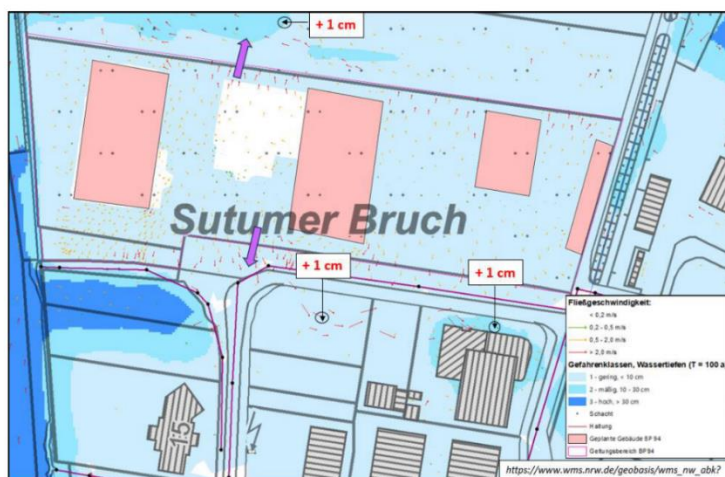 + 1 cm
Sutumer Bruch
+ 1 cm
+ 1 cm
15
Fließgeschwindigkeit:
< 0,2 m/s
0,2 - 0,5 m/s
0,5 - 2,0 m/s
> 2,0 m/s
Gefahrenklassen, Wassertiefen (T = 100 a
1 - gering, < 10 cm
2 - mäßig, 10 - 30 cm
3 - hoch, > 30 cm
Schacht
Haltung
Geplante Gebäude BP 94
Geltungsbereich BP 94
https://www.wms.nrw.de/geobasis/wms_nw_abk?